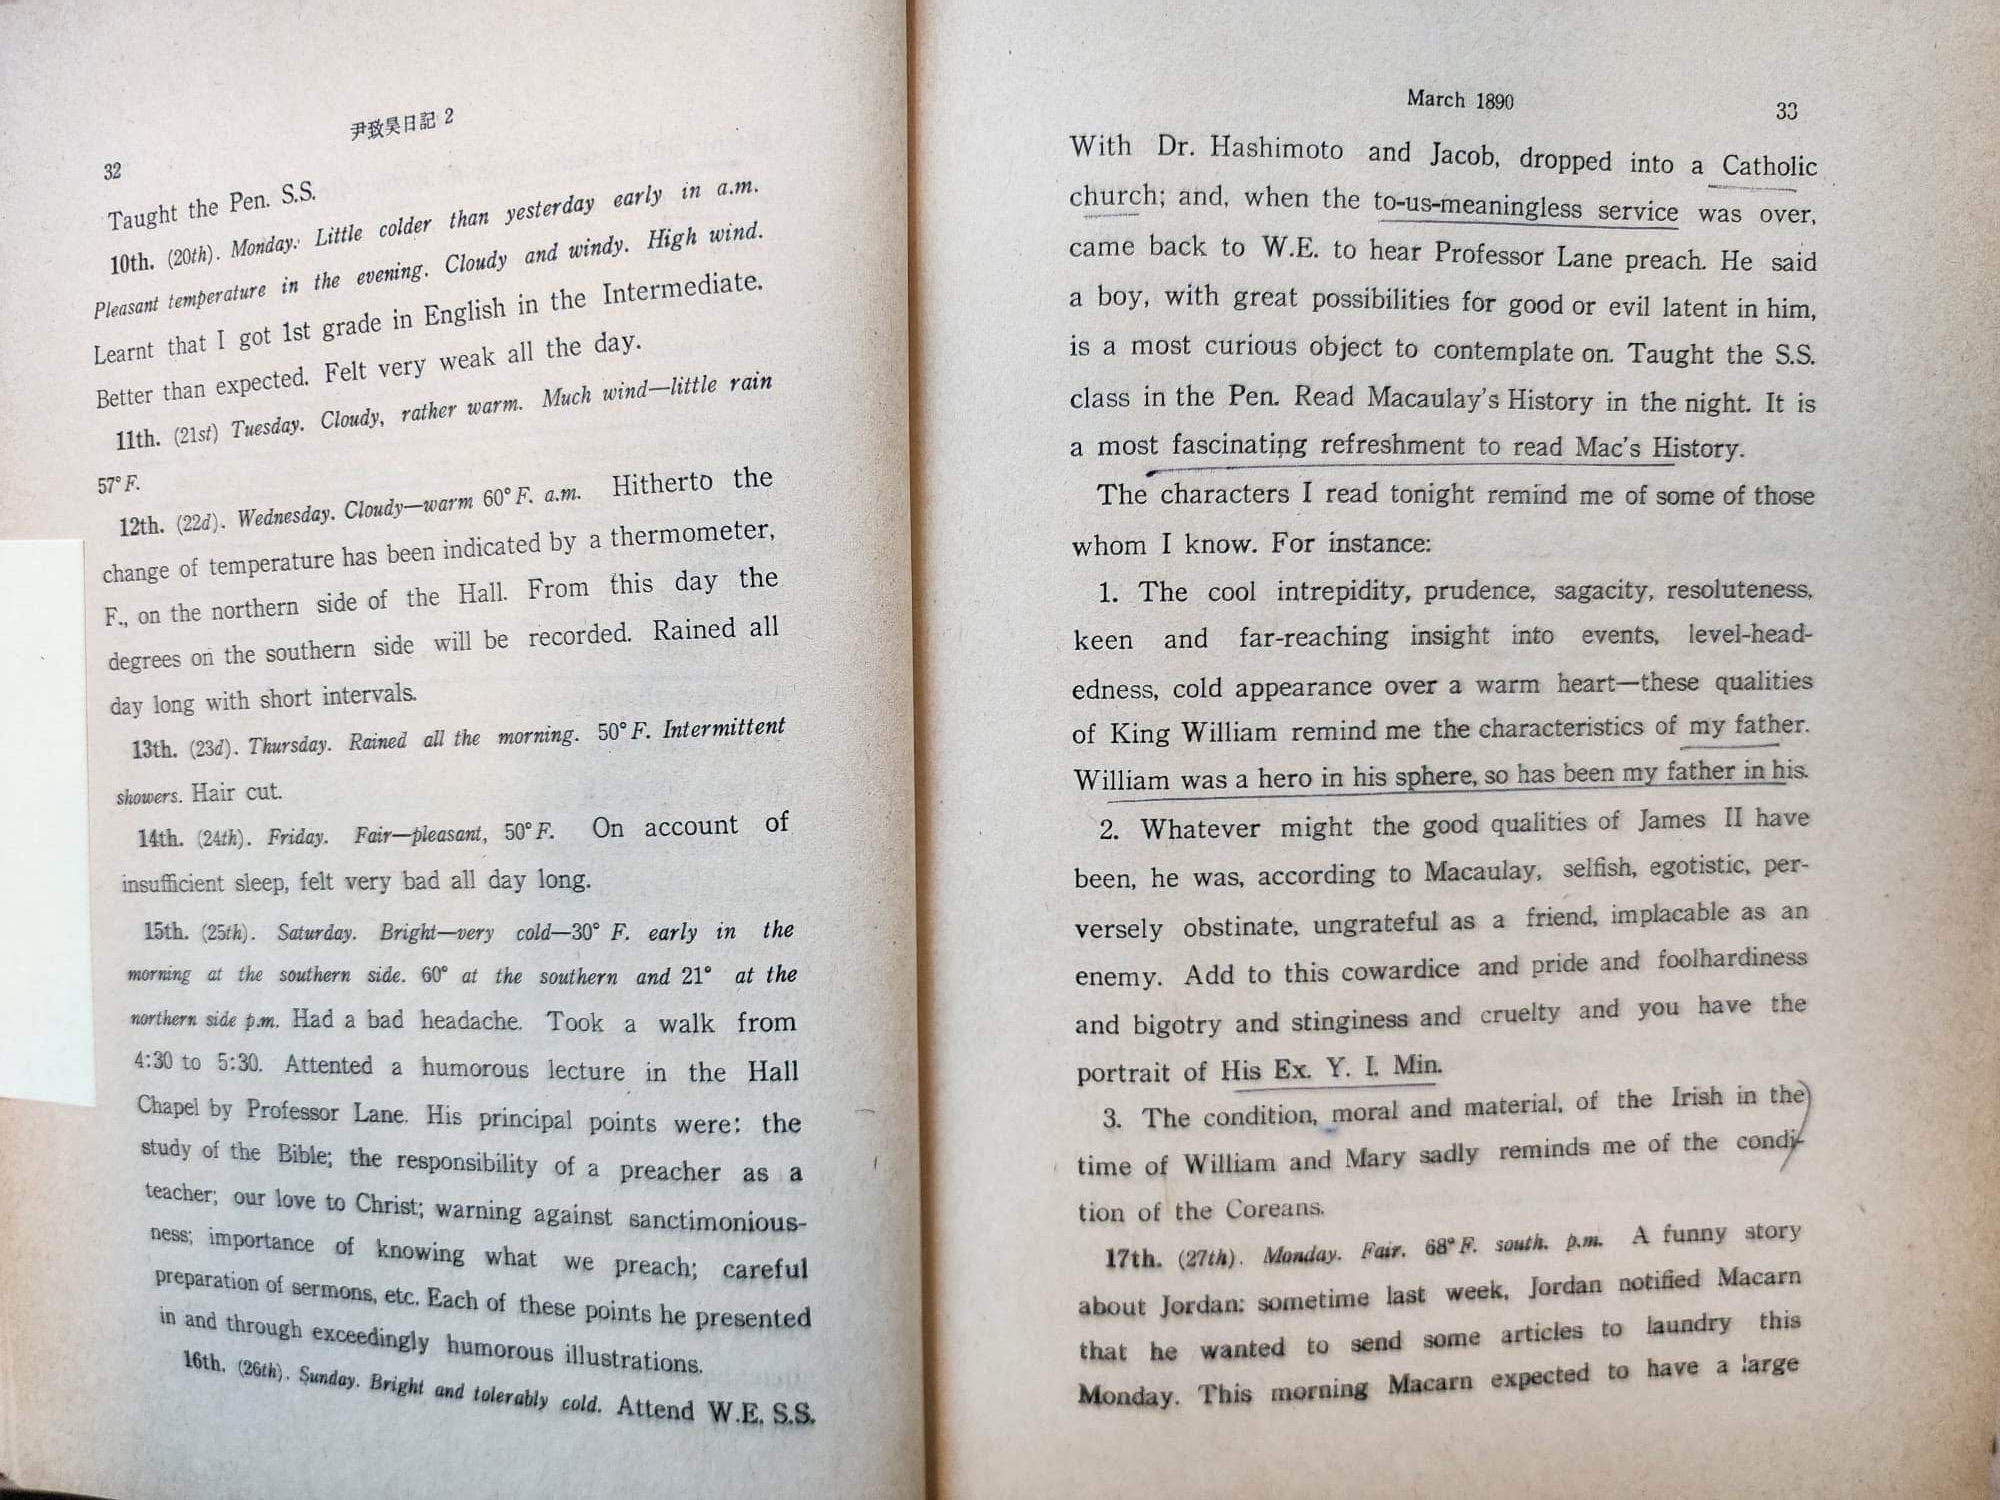 尹致昊日記 2
32
Taught the Pen. S.S.
10th. (20th). Monday. Little colder than yesterday early in a.m.
Pleasant temperature in the evening. Cloudy and windy. High wind.
Learnt that I got 1st grade in English in the Intermediate.
Better than expected. Felt very weak all the day.
11th. (21st) Tuesday. Cloudy, rather warm. Much wind—little rain
57° F.
12th. (22d). Wednesday. Cloudy—warm 60° F. a.m. Hitherto the
change of temperature has been indicated by a thermometer,
F., on the northern side of the Hall. From this day the
degrees on the southern side will be recorded. Rained all
day long with short intervals.
13th. (23d). Thursday. Rained all the morning. 50° F. Intermittent
showers. Hair cut.
14th. (24th). Friday. Fair—pleasant, 50° F. On account of
insufficient sleep, felt very bad all day long.
15th. (25th). Saturday. Bright—very cold—30° F. early in the
morning at the southern side. 60° at the southern and 21° at the
northern side p.m. Had a bad headache. Took a walk from
4:30 to 5:30. Attented a humorous lecture in the Hall
Chapel by Professor Lane. His principal points were: the
study of the Bible; the responsibility of a preacher as a
teacher; our love to Christ; warning against sanctimonious-
ness; importance of knowing what we preach; careful
preparation of sermons, etc. Each of these points he presented
in and through exceedingly humorous illustrations.
16th. (26th). Sunday. Bright and tolerably cold. Attend W.E. S.S.
March 1890
33
With Dr. Hashimoto and Jacob, dropped into a Catholic
church; and, when the to-us-meaningless service was over,
came back to W.E. to hear Professor Lane preach. He said
a boy, with great possibilities for good or evil latent in him,
is a most curious object to contemplate on. Taught the S.S.
class in the Pen. Read Macaulay's History in the night. It is
a most fascinating refreshment to read Mac's History.
The characters I read tonight remind me of some of those
whom I know. For instance:
1. The cool intrepidity, prudence, sagacity, resoluteness,
keen and far-reaching insight into events, level-head-
edness, cold appearance over a warm heart—these qualities
of King William remind me the characteristics of my father.
William was a hero in his sphere, so has been my father in his.
2. Whatever might the good qualities of James II have
been, he was, according to Macaulay, selfish, egotistic, per-
versely obstinate, ungrateful as a friend, implacable as an
enemy. Add to this cowardice and pride and foolhardiness
and bigotry and stinginess and cruelty and you have the
portrait of His Ex. Y. I. Min.
3. The condition, moral and material, of the Irish in the
time of William and Mary sadly reminds me of the condi-
tion of the Coreans.
17th. (27th). Monday. Fair. 68° F. south. p.m. A funny story
about Jordan: sometime last week, Jordan notified Macarn
that he wanted to send some articles to laundry this
Monday. This morning Macarn expected to have a large